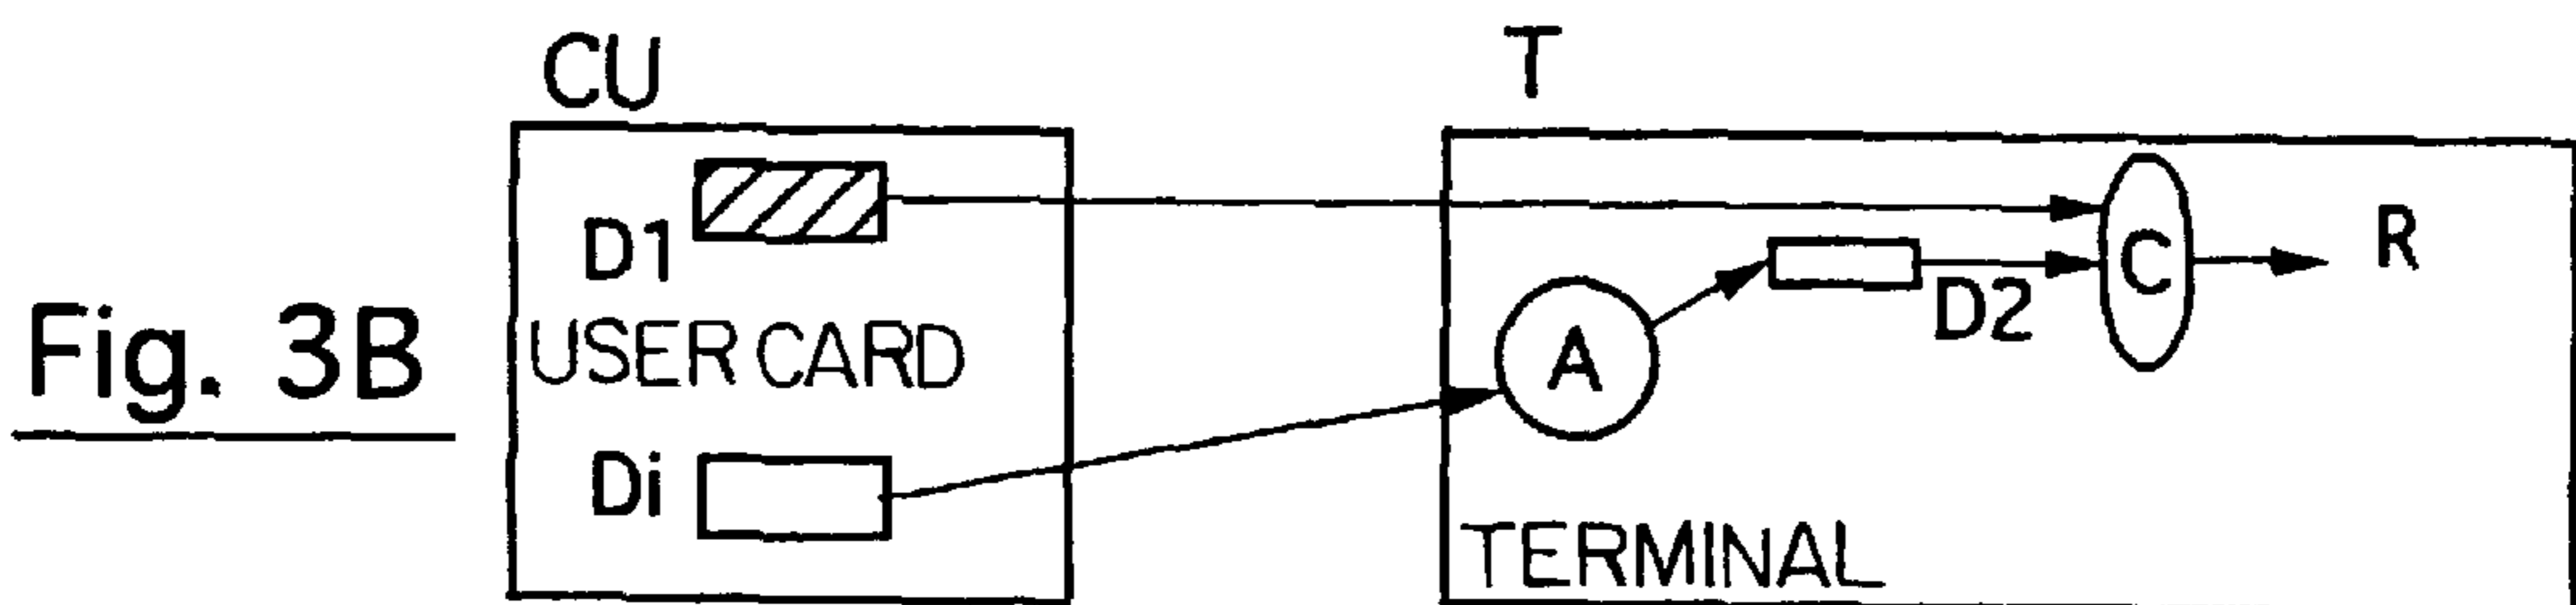 CU
T
D1
R
C
D2
Fig. 3B
USER CARD
A
Di
TERMINAL